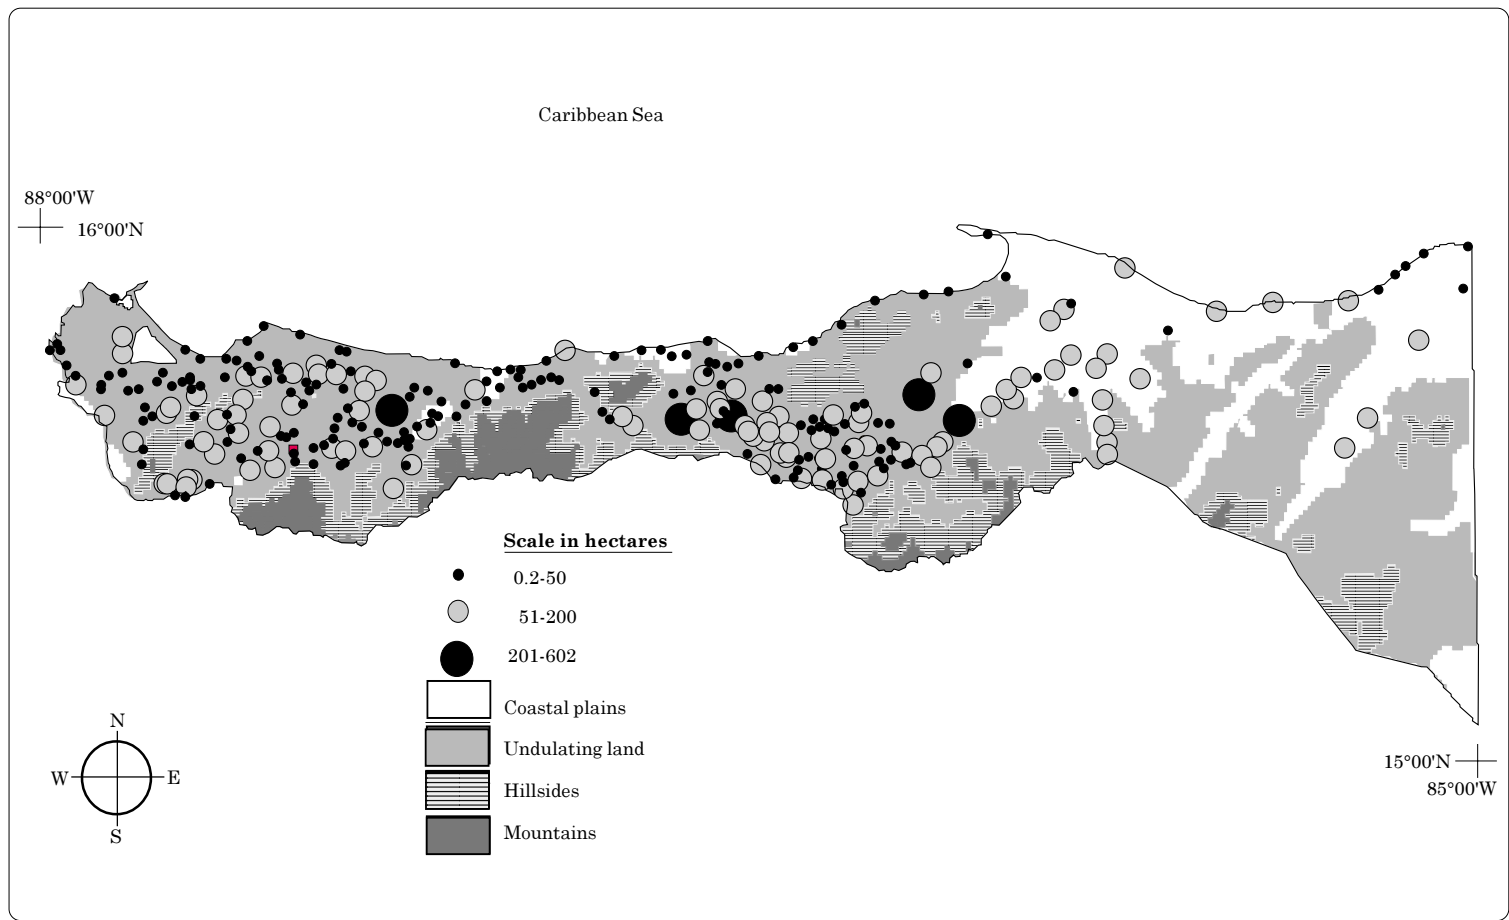 Caribbean Sea
88°00'W
16°00'N
Scale in hectares
0.2-50
51-200
201-602
Coastal plains
Undulating land
Hillsides
Mountains
N
W
E
S
15°00'N
85°00'W